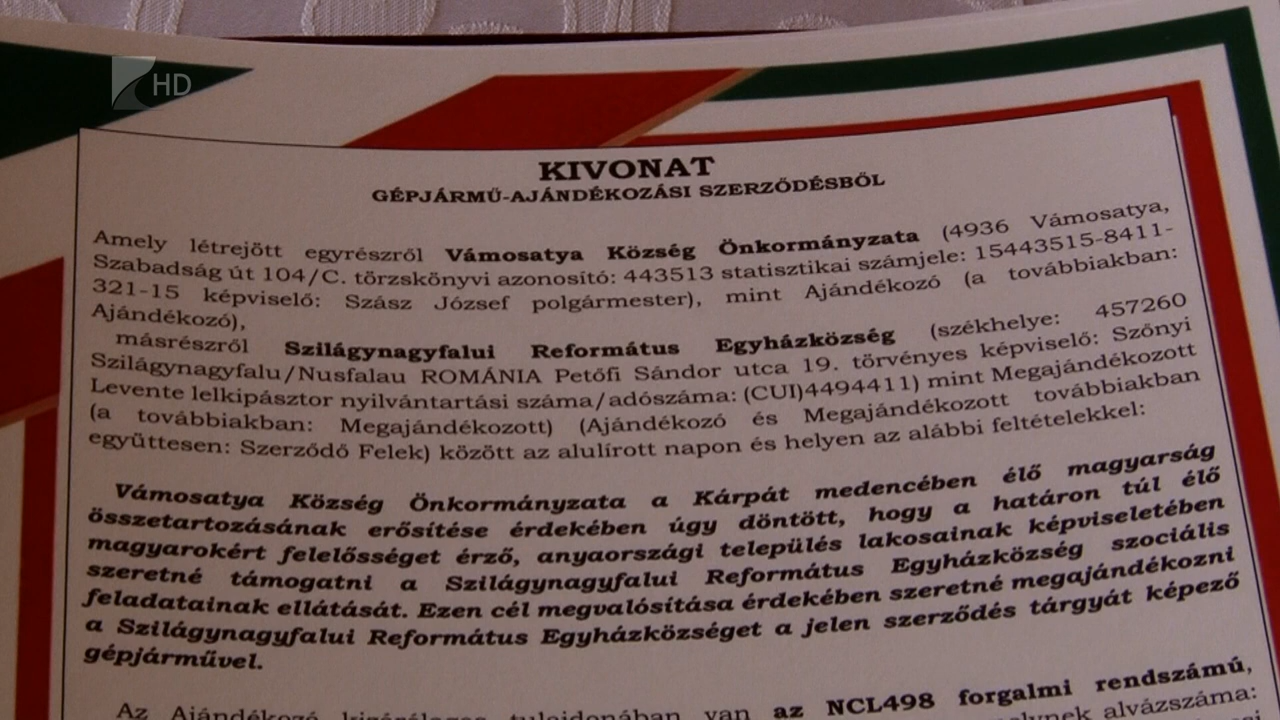 HD
KIVONAT
GÉPJÁRMŰ-AJÁNDÉKOZÁSI SZERZŐDÉSBŐL
Amely létrejött egyrészről Vámosatya Község Önkormányzata (4936 Vámosatya,
Szabadság út 104/C. törzskönyvi azonosító: 443513 statisztikai számjele: 15443515-8411-
321-15 képviselő: Szász József polgármester), mint Ajándékozó (a továbbiakban:
Ajándékozó),
másrészről Szilágynagyfalui Református Egyházközség (székhelye: 457260
Szilágynagyfalu/Nusfalau ROMÁNIA Petőfi Sándor utca 19. törvényes képviselő: Szőnyi
Levente lelkipásztor nyilvántartási száma/adószáma: (CUI)4494411) mint Megajándékozott
(a továbbiakban: Megajándékozott) (Ajándékozó és Megajándékozott továbbiakban
együttesen: Szerződő Felek) között az alulírott napon és helyen az alábbi feltételekkel:
Vámosatya Község Önkormányzata a Kárpát medencében élő magyarság
összetartozásának erősítése érdekében úgy döntött, hogy a határon túl élő
magyarokért felelősséget érző, anyaországi település lakosainak képviseletében
szeretné támogatni a Szilágynagyfalui Református Egyházközség szociális
feladatainak ellátását. Ezen cél megvalósítása érdekében szeretné megajándékozni
a Szilágynagyfalui Református Egyházközséget a jelen szerződés tárgyát képező
gépjárművel.
Az Ajándékozó kizárólagos tulajdonában van az NCL498 forgalmi rendszámú,
alvázszáma: